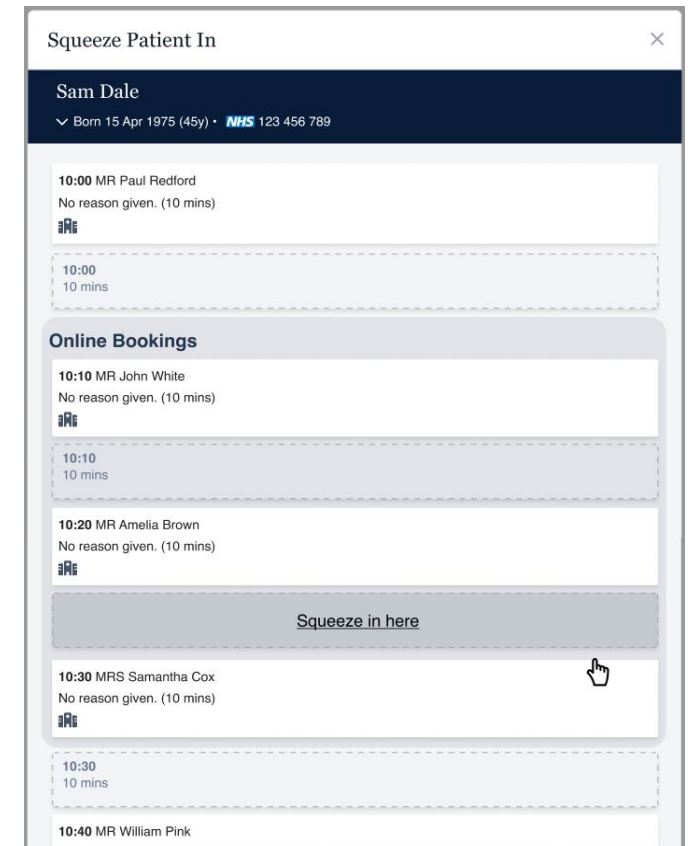 Squeeze Patient In
Sam Dale
Born 15 Apr 1975 (45y) • NHS 123 456 789
10:00 MR Paul Redford
No reason given. (10 mins)
10:00
10 mins
Online Bookings
10:10 MR John White
No reason given. (10 mins)
10:10
10 mins
10:20 MR Amelia Brown
No reason given. (10 mins)
Squeeze in here
10:30 MRS Samantha Cox
No reason given. (10 mins)
10:30
10 mins
10:40 MR William Pink